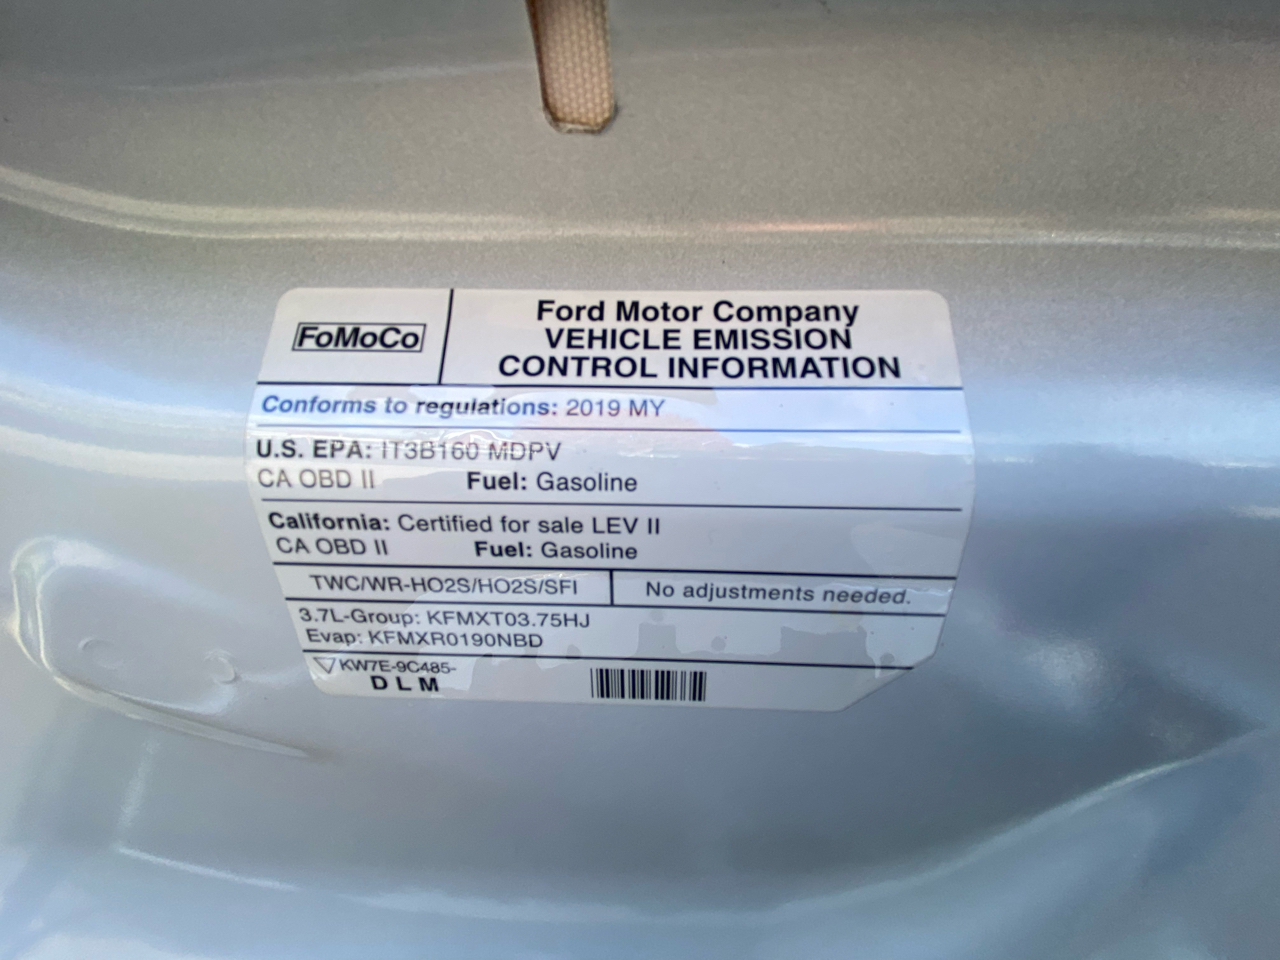 FoMoCo
Ford Motor Company
VEHICLE EMISSION
CONTROL INFORMATION
Conforms to regulations: 2019 MY
U.S. EPA: IT3B160 MDPV
CA OBD II Fuel: Gasoline
California: Certified for sale LEV II
CA OBD II Fuel: Gasoline
TWC/WR-HO2S/HO2S/SFI
No adjustments needed.
3.7L-Group: KFMXT03.75HJ
Evap: KFMXR0190NBD
KW7E-9C485-
D L M